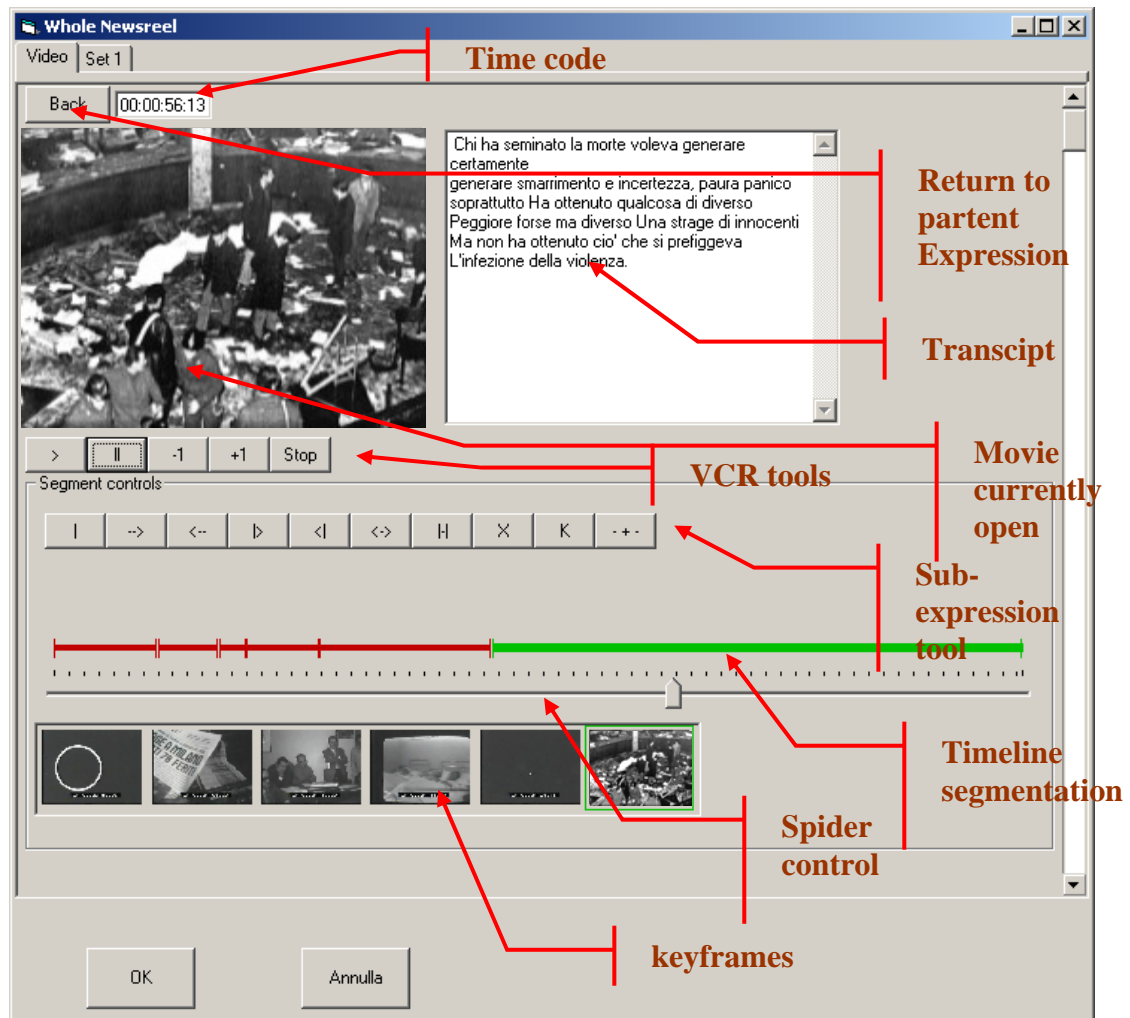 Whole Newsreel
Video Set 1
Time code
Back 00:00:56:13
Chi ha seminato la morte voleva generare
certamente
generare smarrimento e incertezza, paura panico
soprattutto Ha ottenuto qualcosa di diverso
Peggiore forse ma diverso Una strage di innocenti
Ma non ha ottenuto cio' che si prefiggeva
L'infezione della violenza.
Return to
partent
Expression
Transcipt
> || -1 +1 Stop
VCR tools
Movie
currently
open
Segment controls
| --> <-- |> <| <-> |-| X K - + -
Sub-
expression
tool
Timeline
segmentation
Spider
control
keyframes
OK Annulla